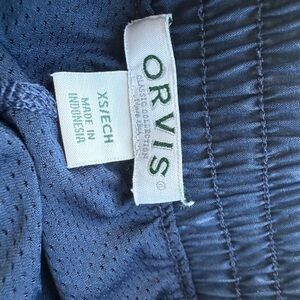 ORVIS
CLASSIC COLLECTION
XS/ECH
MADE IN
INDONESIA